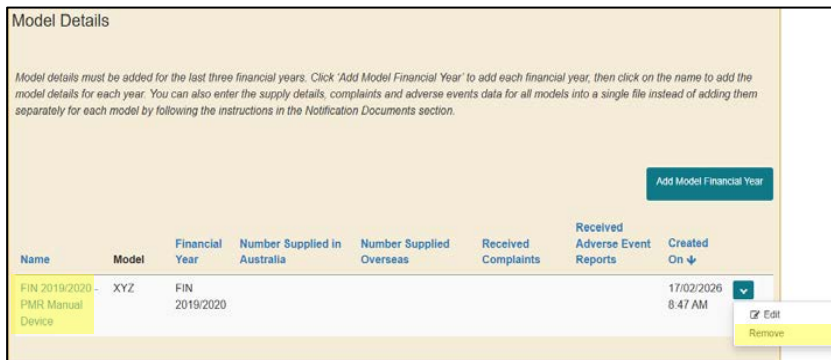 Model Details
Model details must be added for the last three financial years. Click 'Add Model Financial Year' to add each financial year, then click on the name to add the
model details for each year. You can also enter the supply details, complaints and adverse events data for all models into a single file instead of adding them
separately for each model by following the instructions in the Notification Documents section.
Add Model Financial Year
Name Model Financial Year Number Supplied in Australia Number Supplied Overseas Received Complaints Received Adverse Event Reports Created On ↓
FIN 2019/2020 - XYZ FIN 17/02/2026
PMR Manual 2019/2020 8:47 AM
Device
Edit
Remove